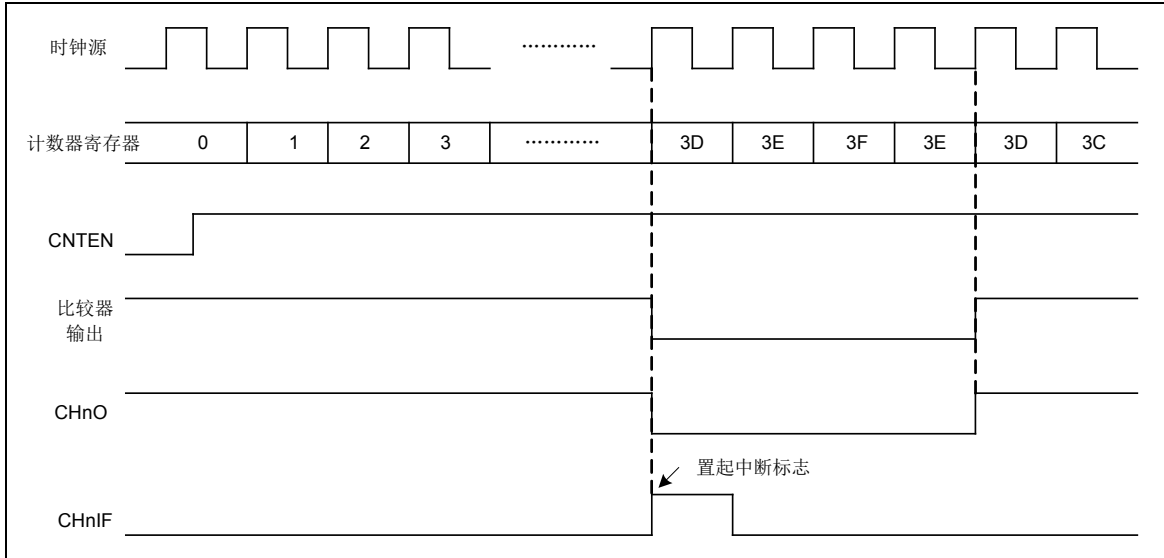 时钟源
…………
计数器寄存器 0 1 2 3 ………… 3D 3E 3F 3E 3D 3C
CNTEN
比较器
输出
CHnO
置起中断标志
CHnIF